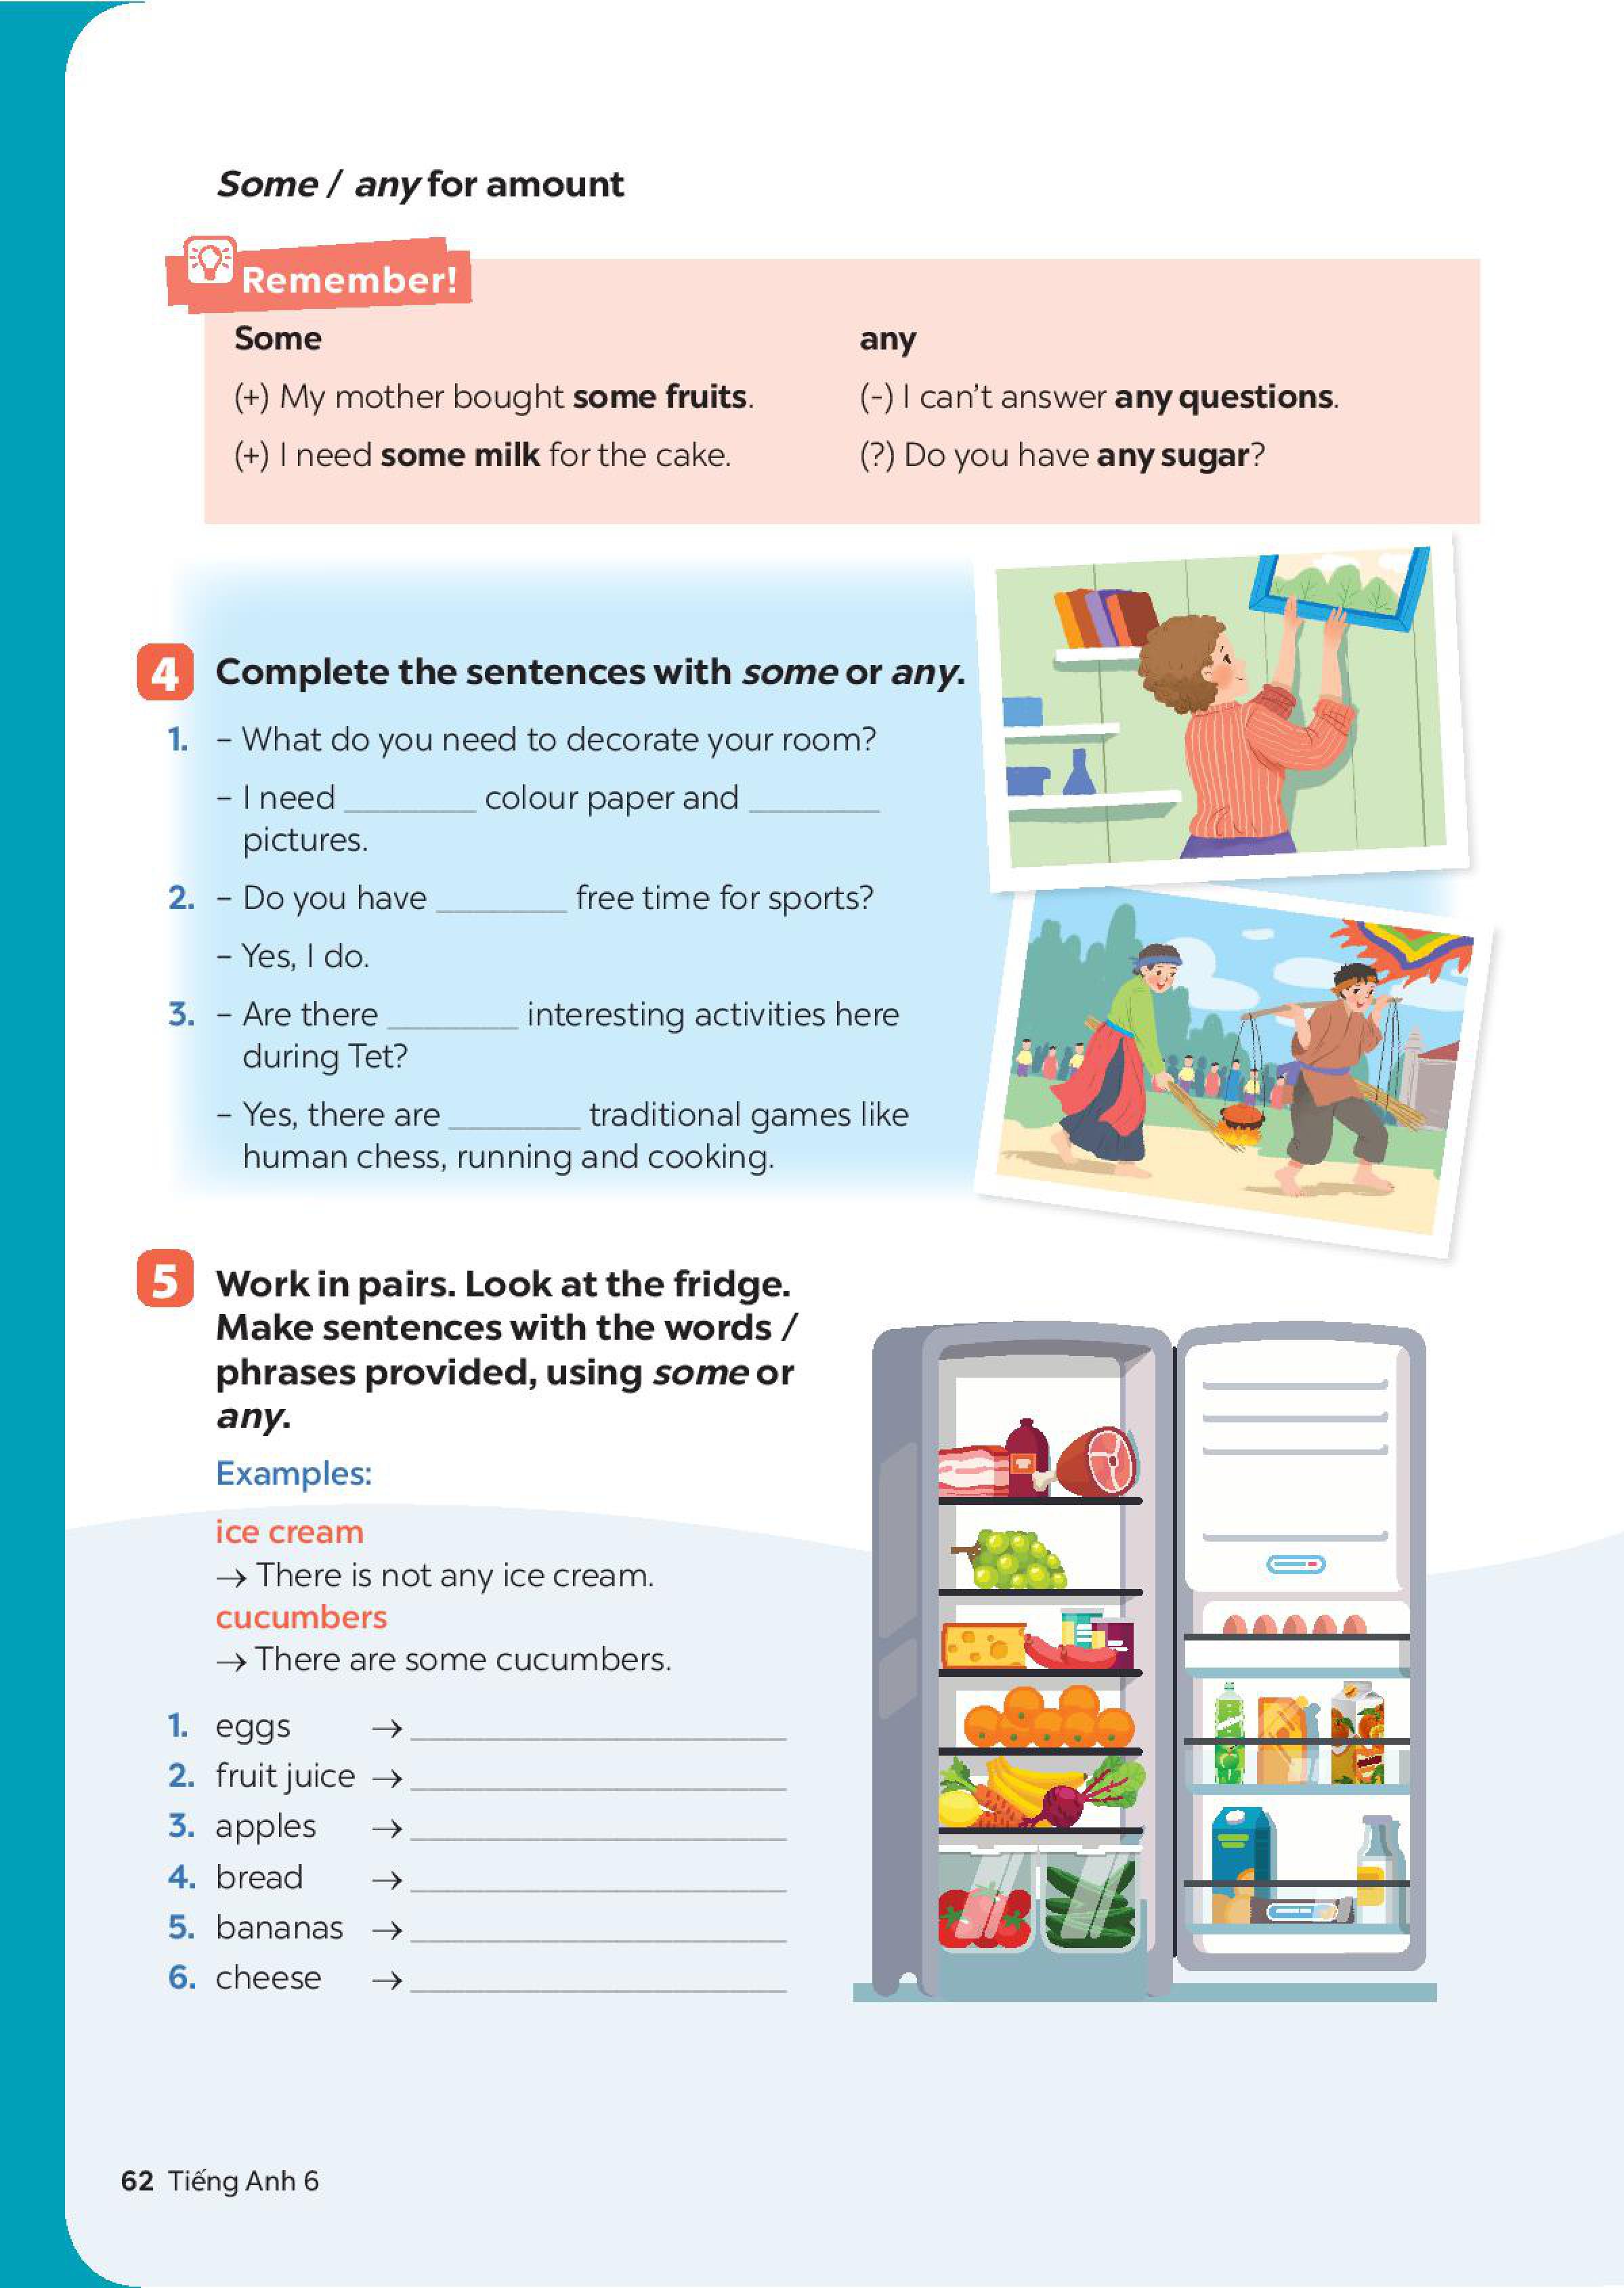 Some / any for amount
Remember!
Some
(+) My mother bought some fruits.
(+) I need some milk for the cake.
any
(-) I can't answer any questions.
(?) Do you have any sugar?
4 Complete the sentences with some or any.
1. – What do you need to decorate your room?
– I need ________ colour paper and ________
pictures.
2. – Do you have ________ free time for sports?
– Yes, I do.
3. – Are there ________ interesting activities here
during Tet?
– Yes, there are ________ traditional games like
human chess, running and cooking.
5 Work in pairs. Look at the fridge.
Make sentences with the words /
phrases provided, using some or
any.
Examples:
ice cream
→ There is not any ice cream.
cucumbers
→ There are some cucumbers.
1. eggs → ________
2. fruit juice → ________
3. apples → ________
4. bread → ________
5. bananas → ________
6. cheese → ________
62 Tiếng Anh 6